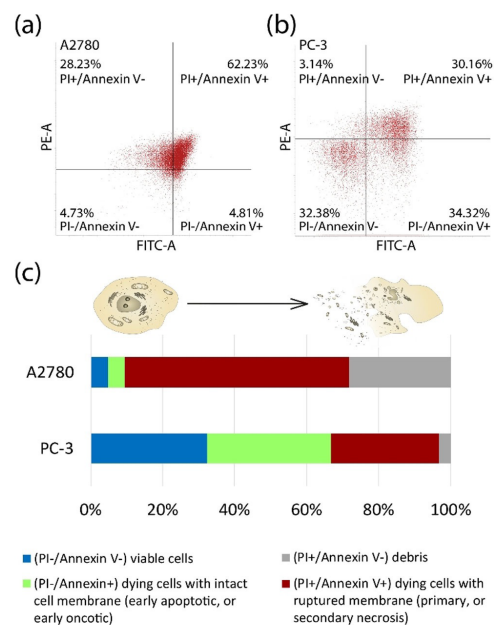 (a)
A2780
28.23%
PI+/Annexin V-
62.23%
PI+/Annexin V+
PE-A
4.73%
PI-/Annexin V-
4.81%
PI-/Annexin V+
FITC-A
(b)
PC-3
3.14%
PI+/Annexin V-
30.16%
PI+/Annexin V+
PE-A
32.38%
PI-/Annexin V-
34.32%
PI-/Annexin V+
FITC-A
(c)
A2780
PC-3
0% 20% 40% 60% 80% 100%
(PI-/Annexin V-) viable cells
(PI-/Annexin+) dying cells with intact
cell membrane (early apoptotic, or
early oncotic)
(PI+/Annexin V-) debris
(PI+/Annexin V+) dying cells with
ruptured membrane (primary, or
secondary necrosis)